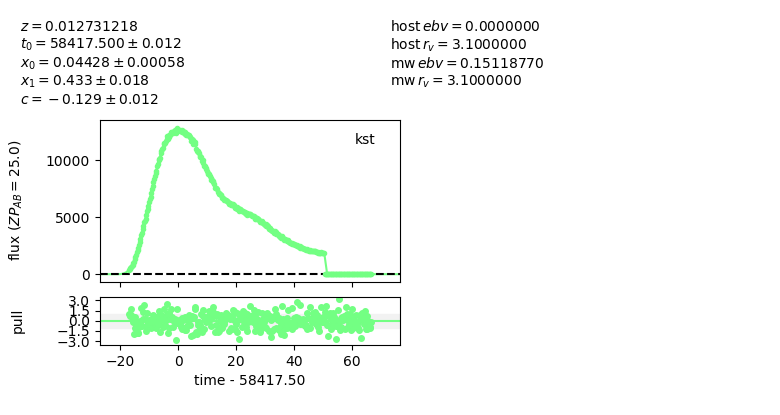 z = 0.012731218
t₀ = 58417.500 ± 0.012
x₀ = 0.04428 ± 0.00058
x₁ = 0.433 ± 0.018
c = − 0.129 ± 0.012
host ebv = 0.0000000
host r_v = 3.1000000
mw ebv = 0.15118770
mw r_v = 3.1000000
kst
flux (ZP_AB = 25.0)
10000
5000
0
pull
3.0
1.5
0.0
−1.5
−3.0
−20 0 20 40 60
time - 58417.50